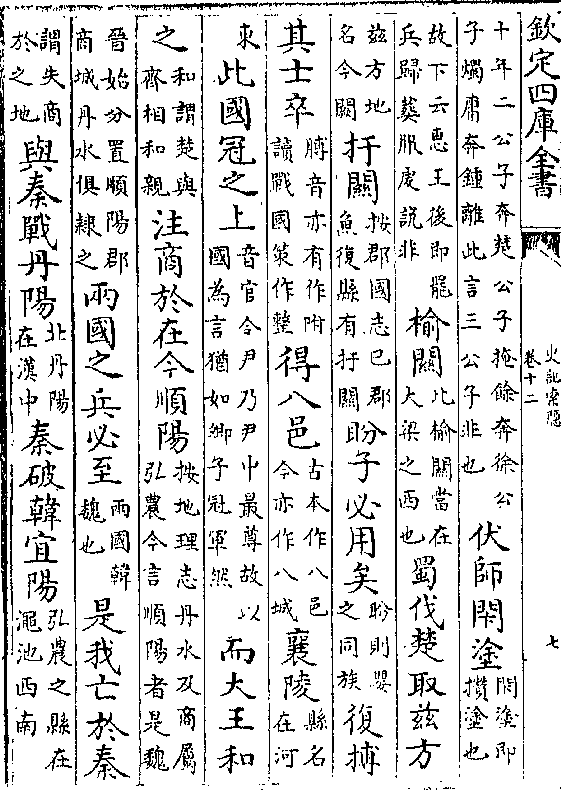 欽定四庫全書
史記索隱
卷十二
七
十年二公子奔楚公子掩餘奔徐公
子燭庸奔鍾離此言三公子非也
伏師閉塗
閉塗即
攢塗也
故下云惠王後即罷
兵歸葬服處說非
榆關
此榆關當在
大梁之西也
蜀伐楚取兹方
兹方地
名今闕
扞關
按郡國志巴郡
魚復縣有扞關
盼子必用矣
盼則嬰
之同族
復搏
其士卒
膊音亦有作附
讀戰國策作整
得八邑
古本作八邑
今亦作八城
襄陵
縣名
在河
東
此國冠之上
音官令尹乃尹中最尊故以
國為言猶如卿子冠軍然
而大王和
之
和謂楚與
齊相和親
注商於在今順陽
按地理志丹水及商屬
弘農今言順陽者是魏
晉始分置順陽郡
商城丹水俱隸之
兩國之兵必至
兩國韓
魏也
是我亡於秦
謂失商
於之地
與秦戰丹陽
北丹陽
在漢中
秦破韓宜陽
弘農之縣在
澠池西南